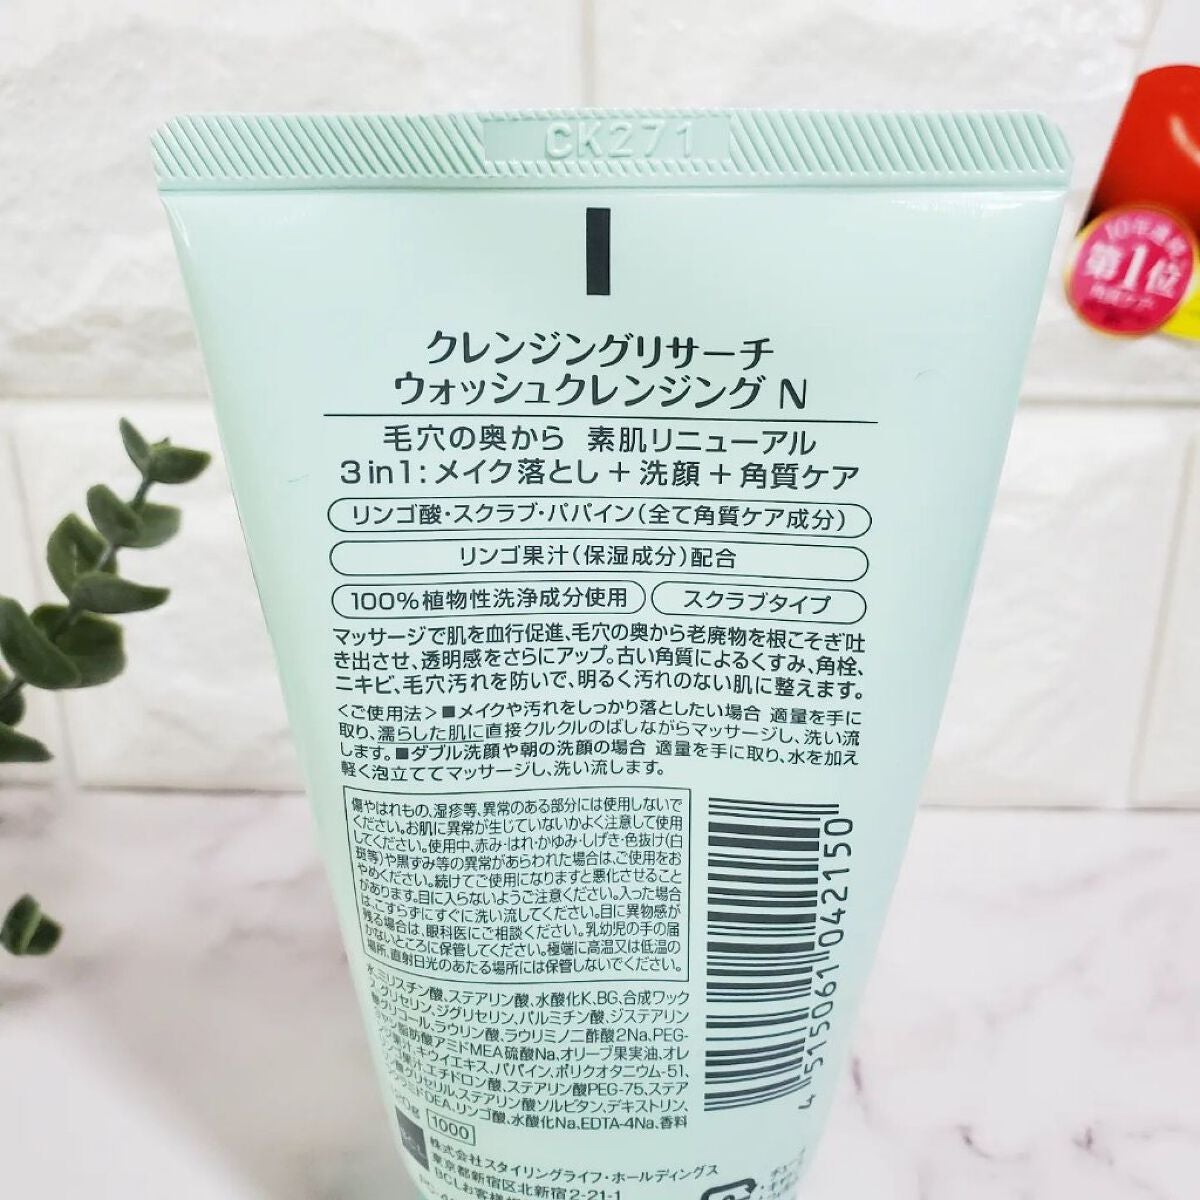 CK271
10年連続
第1位
クレンジングリサーチ
ウォッシュクレンジング N
毛穴の奥から 素肌リニューアル
3in1:メイク落とし+洗顔+角質ケア
リンゴ酸・スクラブ・パパイン(全て角質ケア成分)
リンゴ果汁(保湿成分)配合
100%植物性洗浄成分使用 スクラブタイプ
マッサージで肌を血行促進、毛穴の奥から老廃物を根こそぎ吐
き出させ、透明感をさらにアップ。古い角質によるくすみ、角栓、
ニキビ、毛穴汚れを防いで、明るく汚れのない肌に整えます。
<ご使用法>■メイクや汚れをしっかり落としたい場合 適量を手に
取り、濡らした肌に直接クルクルのばしながらマッサージし、洗い流
します。■ダブル洗顔や朝の洗顔の場合 適量を手に取り、水を加え
軽く泡立ててマッサージし、洗い流します。
傷やはれもの、湿疹等、異常のある部分には使用しないで
ください。お肌に異常が生じていないかよく注意して使用
してください。使用中、赤み・はれ・かゆみ・しげき・色抜け(白
斑等)や黒ずみ等の異常があらわれた場合は、ご使用をお
やめください。続けてご使用になりますと悪化させること
があります。目に入らないようご注意ください。入った場合
は、こすらずにすぐに洗い流してください。目に異物感が
残る場合は、眼科医にご相談ください。乳幼児の手の届
かないところに保管してください。極端に高温又は低温の
場所、直射日光のあたる場所には保管しないでください。
水、ミリスチン酸、ステアリン酸、水酸化K、BG、合成ワック
ス、グリセリン、ジグリセリン、パルミチン酸、ジステアリン
酸グリコール、ラウリン酸、ラウリミノ二酢酸2Na、PEG-
ヤシ脂肪酸アミドMEA硫酸Na、オリーブ果実油、オレ
キウイエキス、パパイン、ポリクオタニウム-51、
エチドロン酸、ステアリン酸PEG-75、ステア
グリセリル、ステアリン酸ソルビタン、デキストリン、
ミドDEA、リンゴ酸、水酸化Na、EDTA-4Na、香料
20g 1000
株式会社スタイリングライフ・ホールディングス
東京都新宿区北新宿2-21-1
BCLお客様
4 515061 042150
チューブ